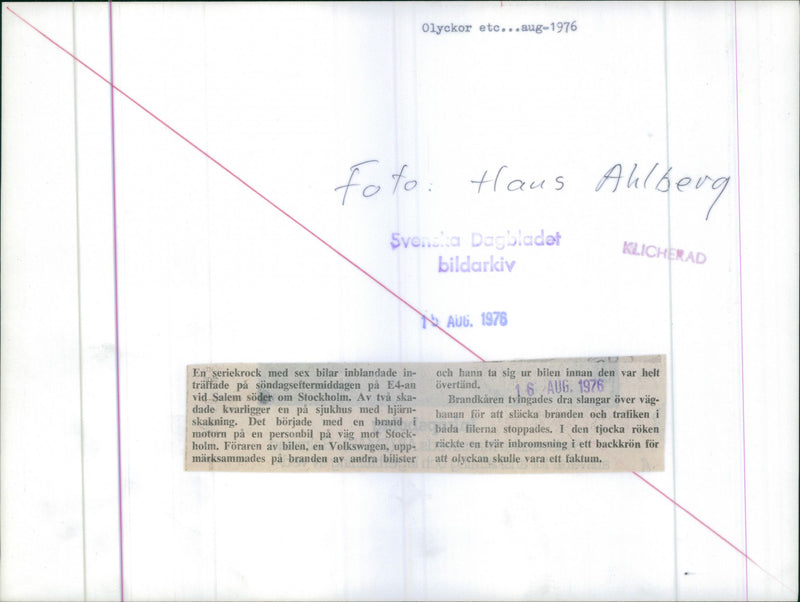 Olyckor etc...aug-1976
Foto: Hans Ahlberg
Svenska Dagbladet
bildarkiv
KLICHERAD
AUG. 1976
En seriekrock med sex bilar inblandade in-
träffade på söndagseftermiddagen på E4-an
vid Salem söder om Stockholm. Av två ska-
dade kvarligger en på sjukhus med hjärn-
skakning. Det började med en brand i
motorn på en personbil på väg mot Stock-
holm. Föraren av bilen, en Volkswagen, upp-
märksammades på branden av andra bilister
och hann ta sig ur bilen innan den var helt
övertänd.
16 AUG. 1976
Brandkåren tvingades dra slangar över väg-
banan för att släcka branden och trafiken i
båda filerna stoppades. I den tjocka röken
räckte en tvär inbromsning i ett backkrön för
att olyckan skulle vara ett faktum.